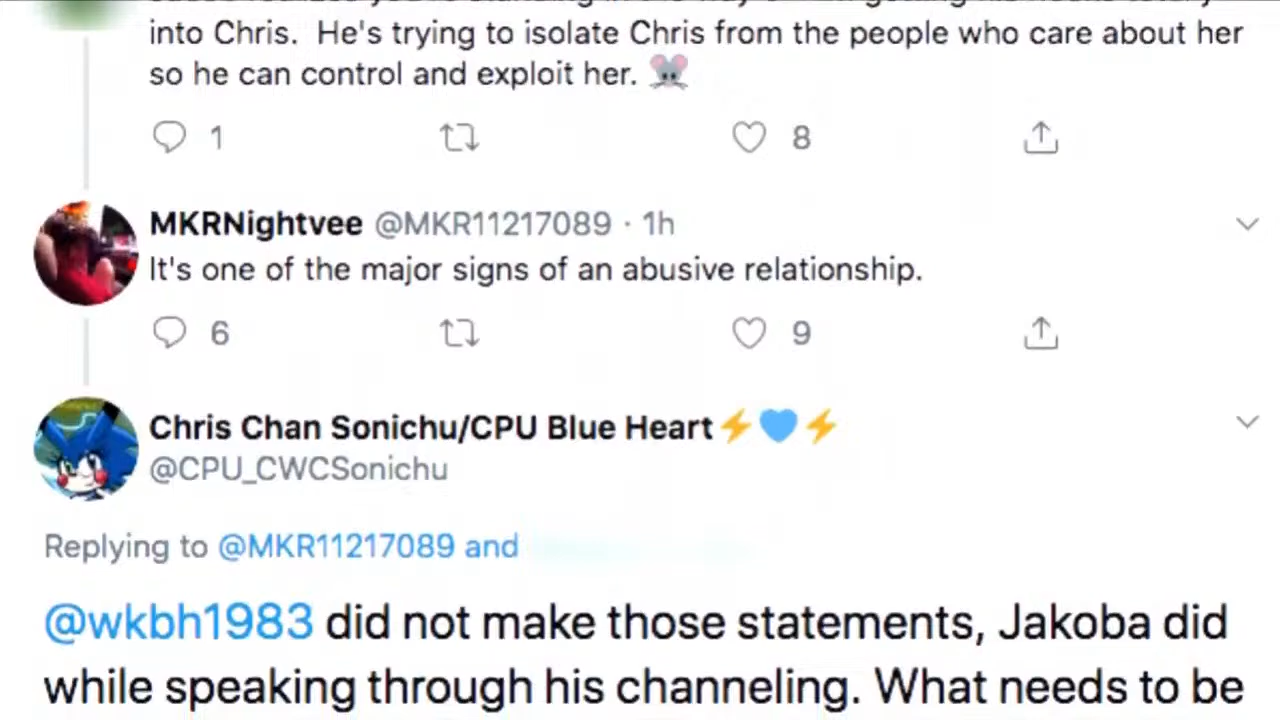 into Chris. He's trying to isolate Chris from the people who care about her
so he can control and exploit her. 🐭
1 8
MKRNightvee @MKR11217089 · 1h
It's one of the major signs of an abusive relationship.
6 9
Chris Chan Sonichu/CPU Blue Heart⚡💙⚡
@CPU_CWCSonichu
Replying to @MKR11217089 and
@wkbh1983 did not make those statements, Jakoba did
while speaking through his channeling. What needs to be